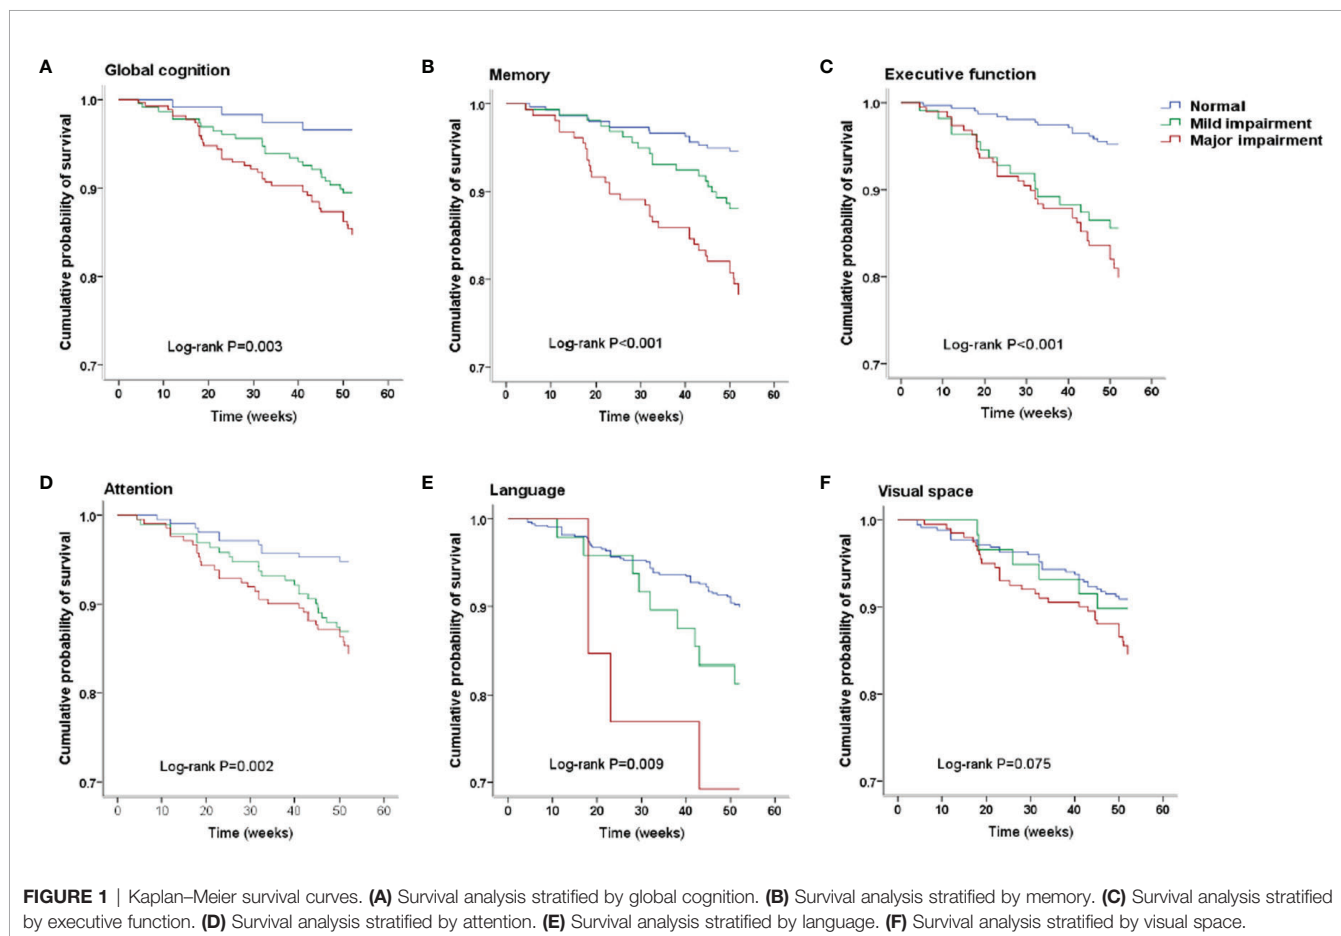 A
Global cognition
Cumulative probability of survival
1.0
0.9
0.8
0.7
Log-rank P=0.003
0 10 20 30 40 50 60
Time (weeks)
B
Memory
Cumulative probability of survival
1.0
0.9
0.8
0.7
Log-rank P<0.001
0 10 20 30 40 50 60
Time (weeks)
C
Executive function
Cumulative probability of survival
1.0
0.9
0.8
0.7
Log-rank P<0.001
0 10 20 30 40 50 60
Time (weeks)
Normal
Mild impairment
Major impairment
D
Attention
Cumulative probability of survival
1.0
0.9
0.8
0.7
Log-rank P=0.002
0 10 20 30 40 50 60
Time (weeks)
E
Language
Cumulative probability of survival
1.0
0.9
0.8
0.7
Log-rank P=0.009
0 10 20 30 40 50 60
Time (weeks)
F
Visual space
Cumulative probability of survival
1.0
0.9
0.8
0.7
Log-rank P=0.075
0 10 20 30 40 50 60
Time (weeks)
FIGURE 1 | Kaplan–Meier survival curves. (A) Survival analysis stratified by global cognition. (B) Survival analysis stratified by memory. (C) Survival analysis stratified
by executive function. (D) Survival analysis stratified by attention. (E) Survival analysis stratified by language. (F) Survival analysis stratified by visual space.